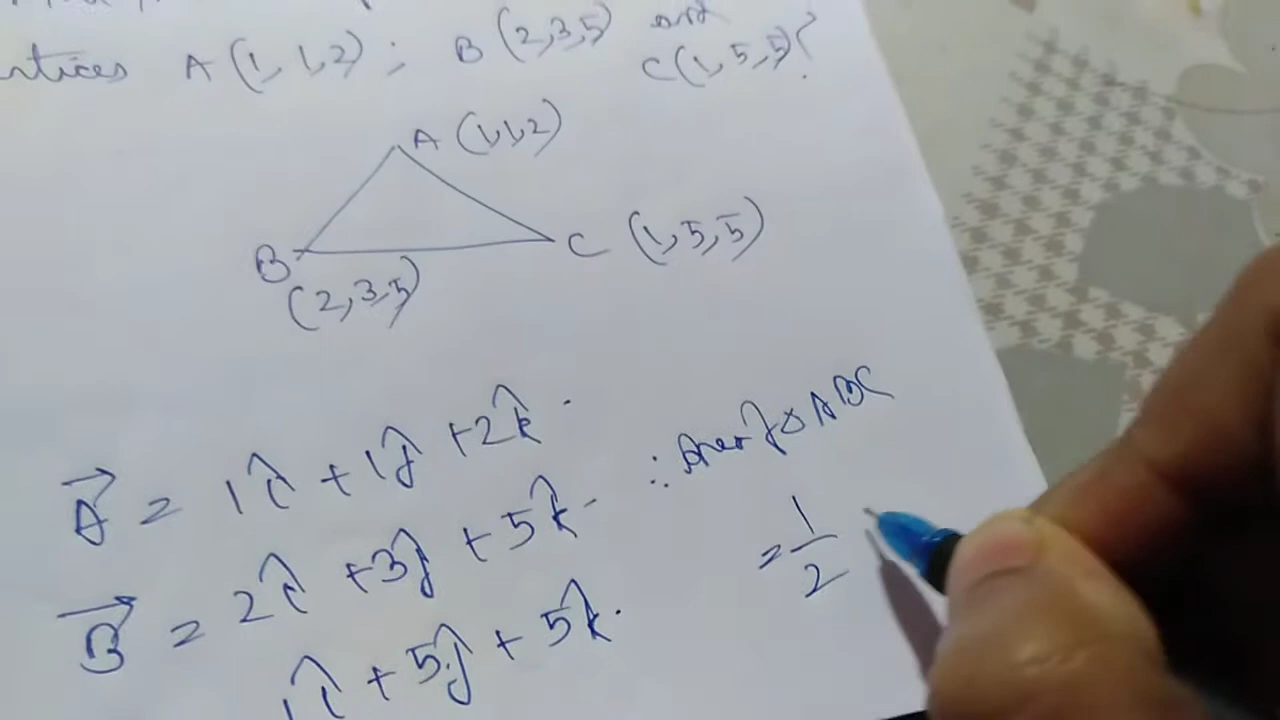 rtices A (1, 1, 2) ; B (2, 3, 5) and
C (1, 5, 5)?
A (1, 1, 2)
B
(2, 3, 5)
C (1, 5, 5)
A⃗ = 1î + 1ĵ + 2k̂.
B⃗ = 2î + 3ĵ + 5k̂
1î + 5ĵ + 5k̂.
∴ Area of Δ ABC
= 1/2